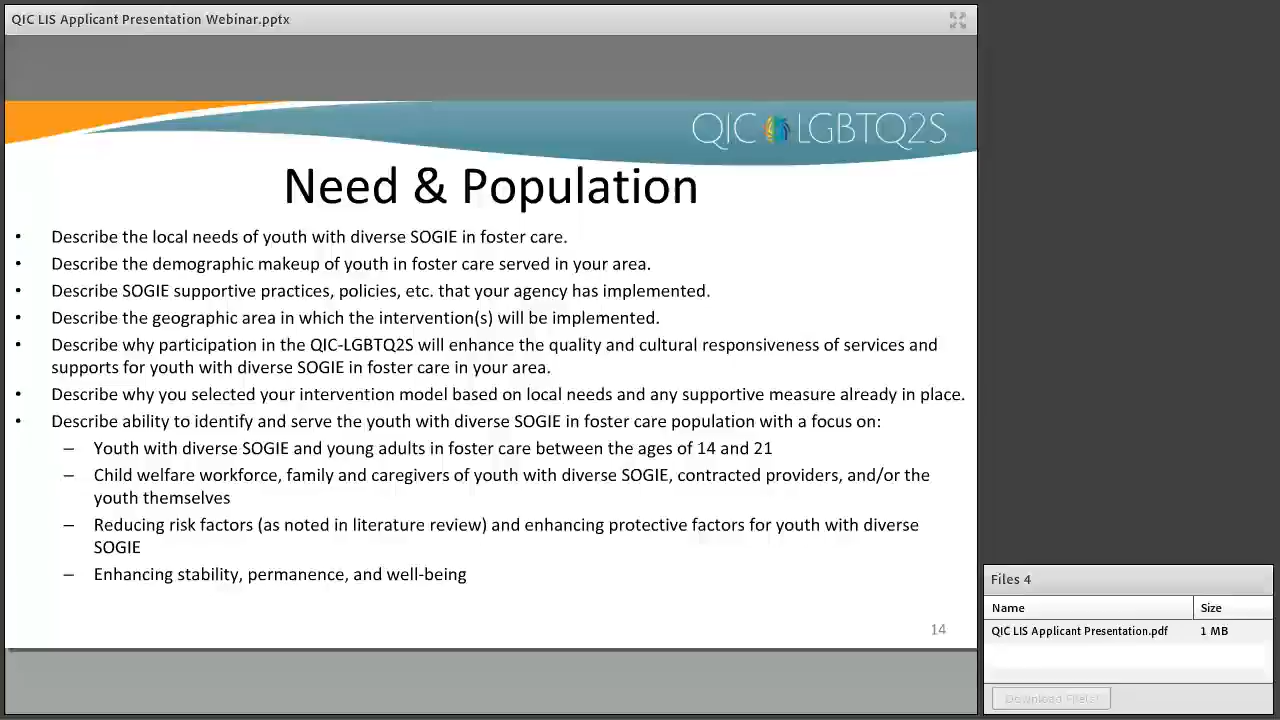 QIC LIS Applicant Presentation Webinar.pptx
QIC LGBTQ2S
Need & Population
• Describe the local needs of youth with diverse SOGIE in foster care.
• Describe the demographic makeup of youth in foster care served in your area.
• Describe SOGIE supportive practices, policies, etc. that your agency has implemented.
• Describe the geographic area in which the intervention(s) will be implemented.
• Describe why participation in the QIC-LGBTQ2S will enhance the quality and cultural responsiveness of services and
supports for youth with diverse SOGIE in foster care in your area.
• Describe why you selected your intervention model based on local needs and any supportive measure already in place.
• Describe ability to identify and serve the youth with diverse SOGIE in foster care population with a focus on:
– Youth with diverse SOGIE and young adults in foster care between the ages of 14 and 21
– Child welfare workforce, family and caregivers of youth with diverse SOGIE, contracted providers, and/or the
youth themselves
– Reducing risk factors (as noted in literature review) and enhancing protective factors for youth with diverse
SOGIE
– Enhancing stability, permanence, and well-being
14
Files 4
Name Size
QIC LIS Applicant Presentation.pdf 1 MB
Download File(s)